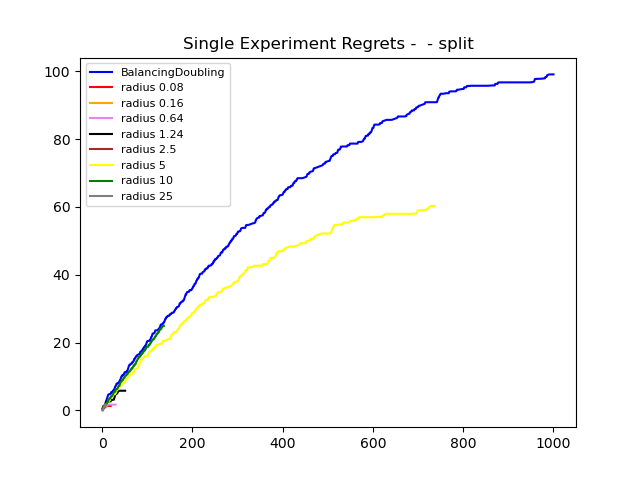 Single Experiment Regrets -  - split
BalancingDoubling
radius 0.08
radius 0.16
radius 0.64
radius 1.24
radius 2.5
radius 5
radius 10
radius 25
100
80
60
40
20
0
0 200 400 600 800 1000